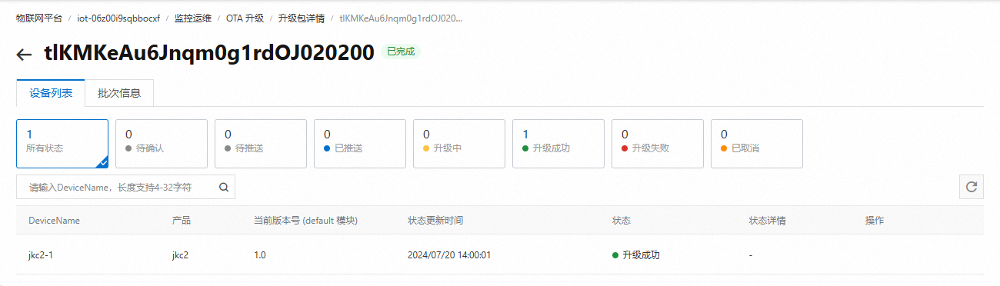 物联网平台 / iot-06z00i9sqbbocxf / 监控运维 / OTA 升级 / 升级包详情 / tlKMKeAu6Jnqm0g1rdOJ020...
tlKMKeAu6Jnqm0g1rdOJ020200 已完成
设备列表 批次信息
1 0 0 0 0 1 0 0
所有状态 待确认 待推送 已推送 升级中 升级成功 升级失败 已取消
请输入DeviceName，长度支持4-32字符
DeviceName 产品 当前版本号 (default 模块) 状态更新时间 状态 状态详情 操作
jkc2-1 jkc2 1.0 2024/07/20 14:00:01 升级成功 -